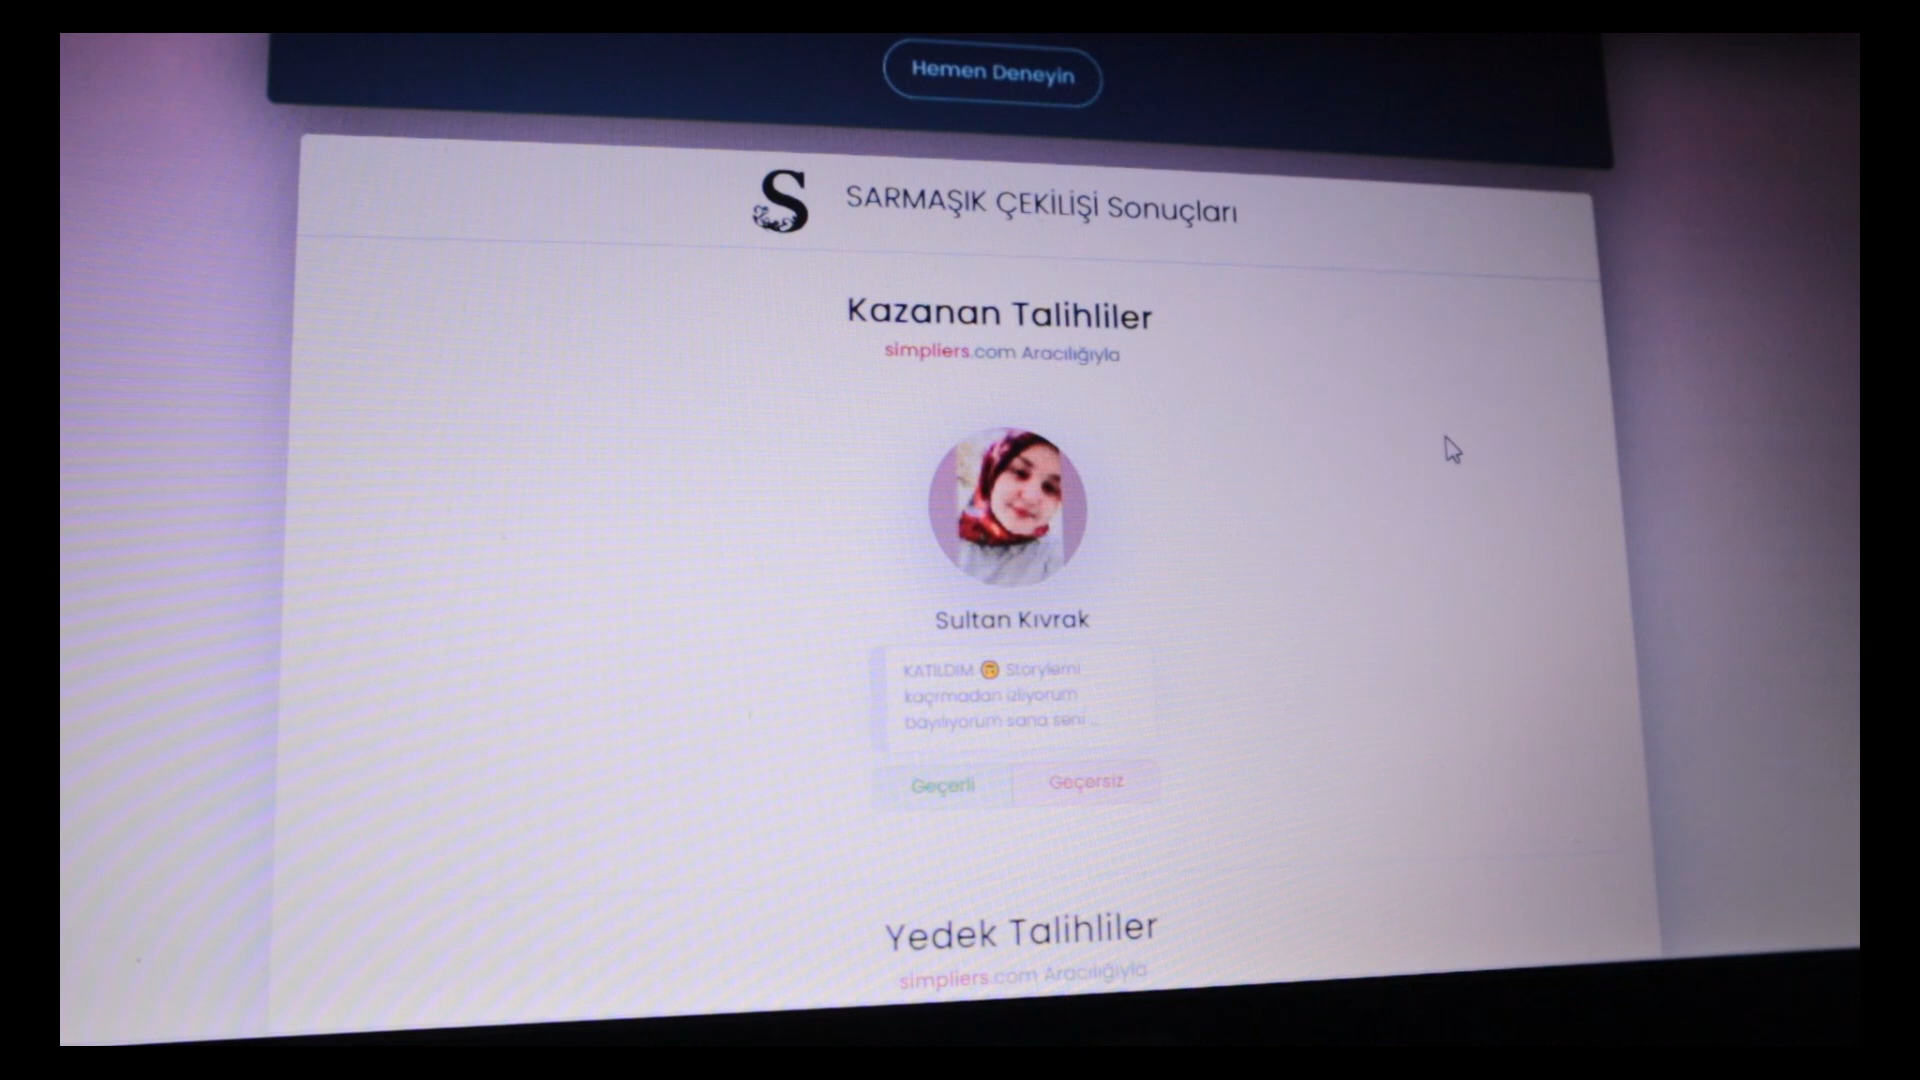 Hemen Deneyin
S
SARMAŞIK ÇEKİLİŞİ Sonuçları
Kazanan Talihliler
simpliers.com Aracılığıyla
Sultan Kıvrak
KATILDIM 🙃 Storylerni
kaçırmadan izliyorum
bayılıyorum sana seni ...
Geçerli
Geçersiz
Yedek Talihliler
simpliers.com Aracılığıyla